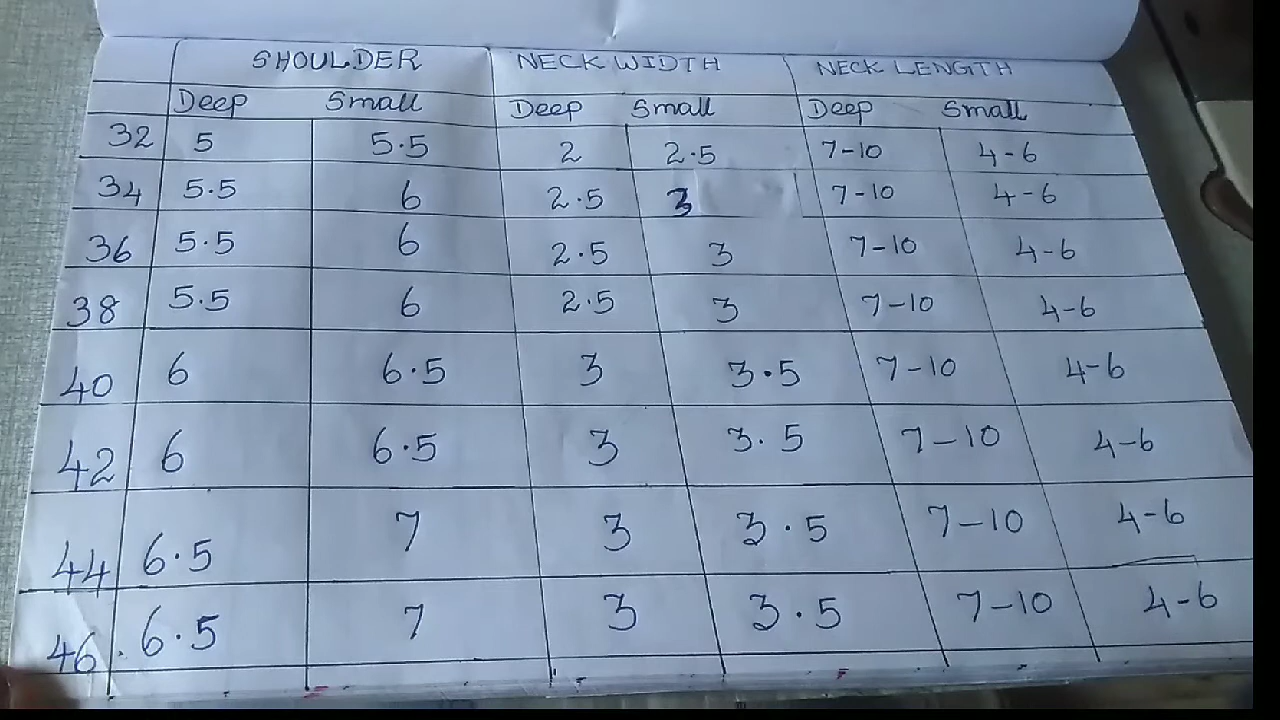 SHOULDER NECK WIDTH NECK LENGTH
Deep Small Deep Small Deep Small
32 5 5.5 2 2.5 7-10 4-6
34 5.5 6 2.5 3 7-10 4-6
36 5.5 6 2.5 3 7-10 4-6
38 5.5 6 2.5 3 7-10 4-6
40 6 6.5 3 3.5 7-10 4-6
42 6 6.5 3 3.5 7-10 4-6
44 6.5 7 3 3.5 7-10 4-6
46 6.5 7 3 3.5 7-10 4-6